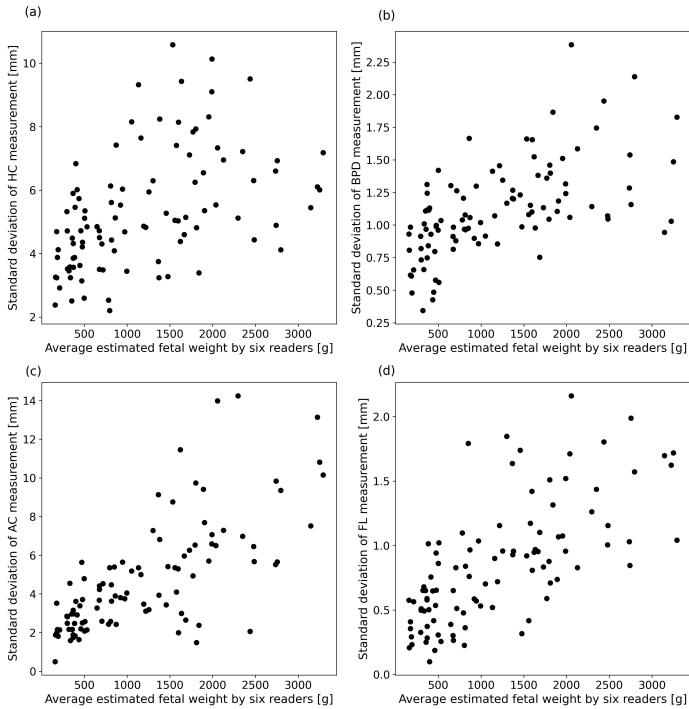 (a)
(b)
Standard deviation of HC measurement [mm]
10
8
6
4
2
500 1000 1500 2000 2500 3000
Average estimated fetal weight by six readers [g]
Standard deviation of BPD measurement [mm]
2.25
2.00
1.75
1.50
1.25
1.00
0.75
0.50
0.25
500 1000 1500 2000 2500 3000
Average estimated fetal weight by six readers [g]
(c)
(d)
Standard deviation of AC measurement [mm]
14
12
10
8
6
4
2
0
500 1000 1500 2000 2500 3000
Average estimated fetal weight by six readers [g]
Standard deviation of FL measurement [mm]
2.0
1.5
1.0
0.5
0.0
500 1000 1500 2000 2500 3000
Average estimated fetal weight by six readers [g]